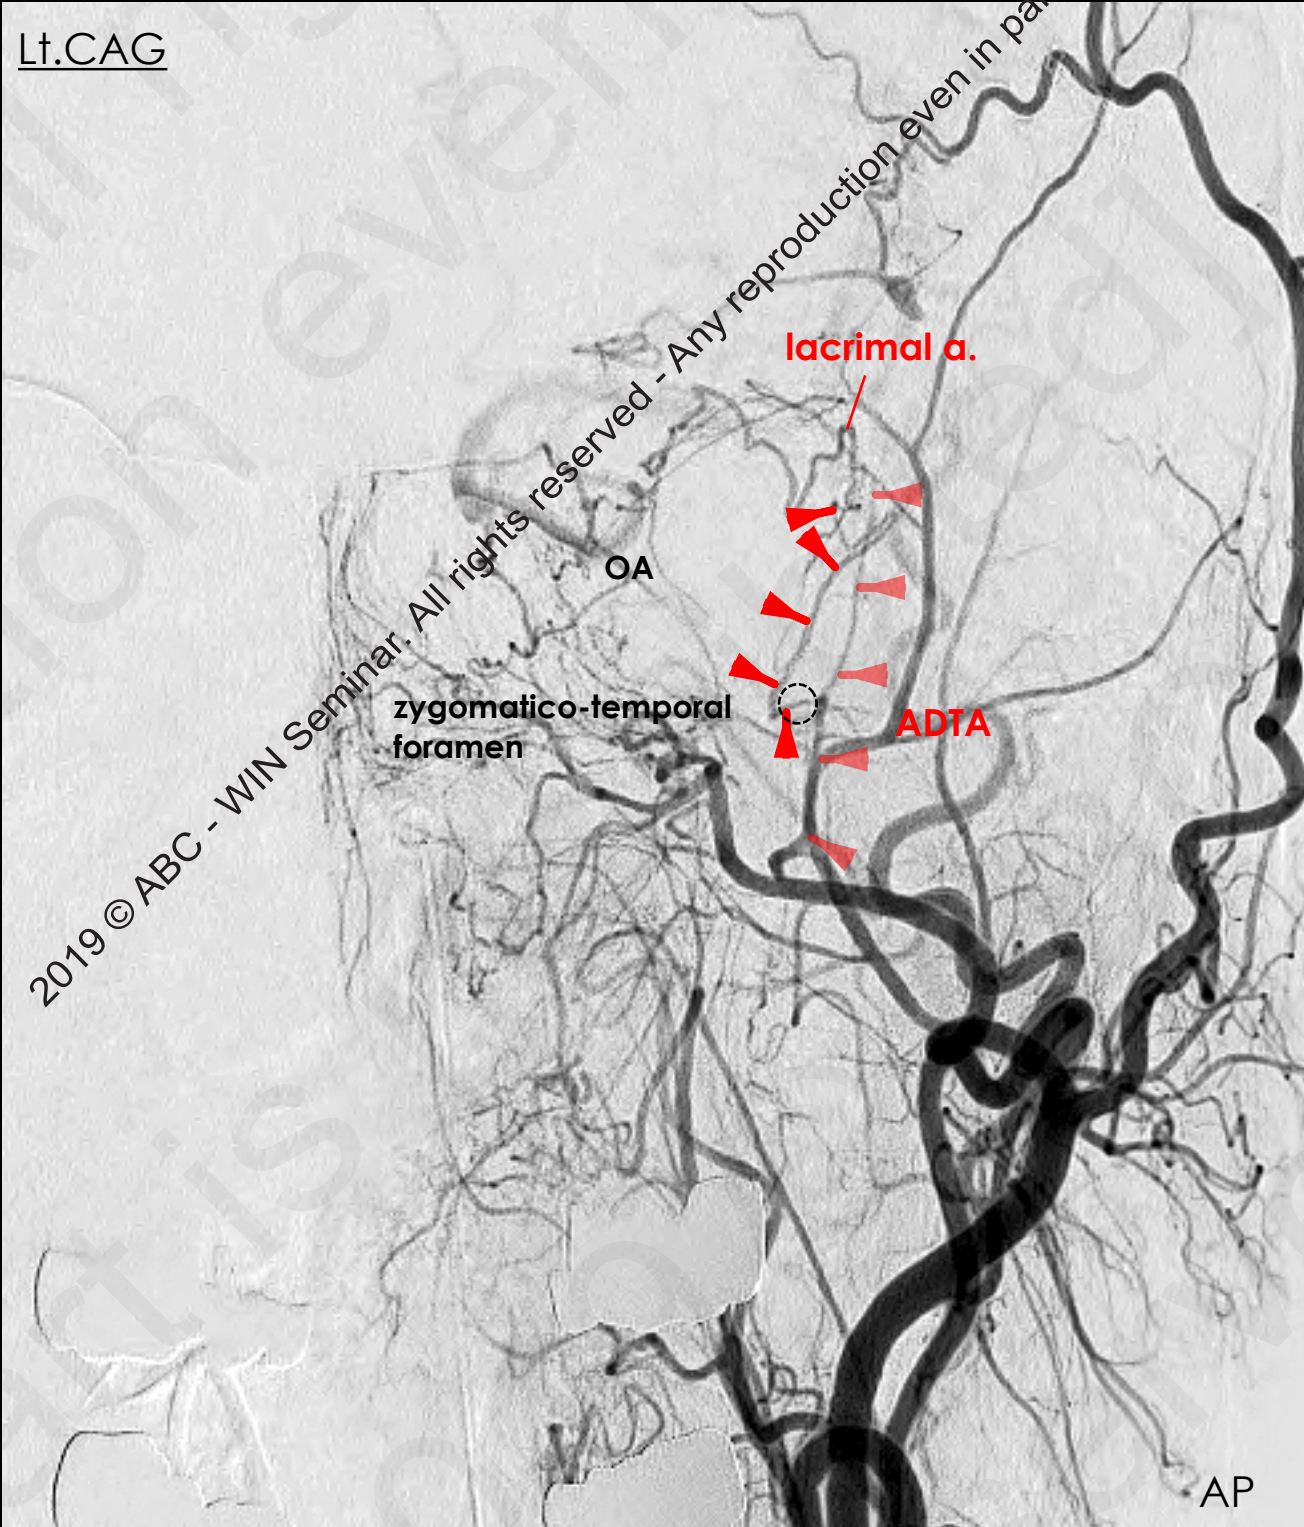 Lt.CAG
2019 © ABC - WIN Seminar. All rights reserved - Any reproduction even in par
lacrimal a.
OA
zygomatico-temporal
foramen
ADTA
AP